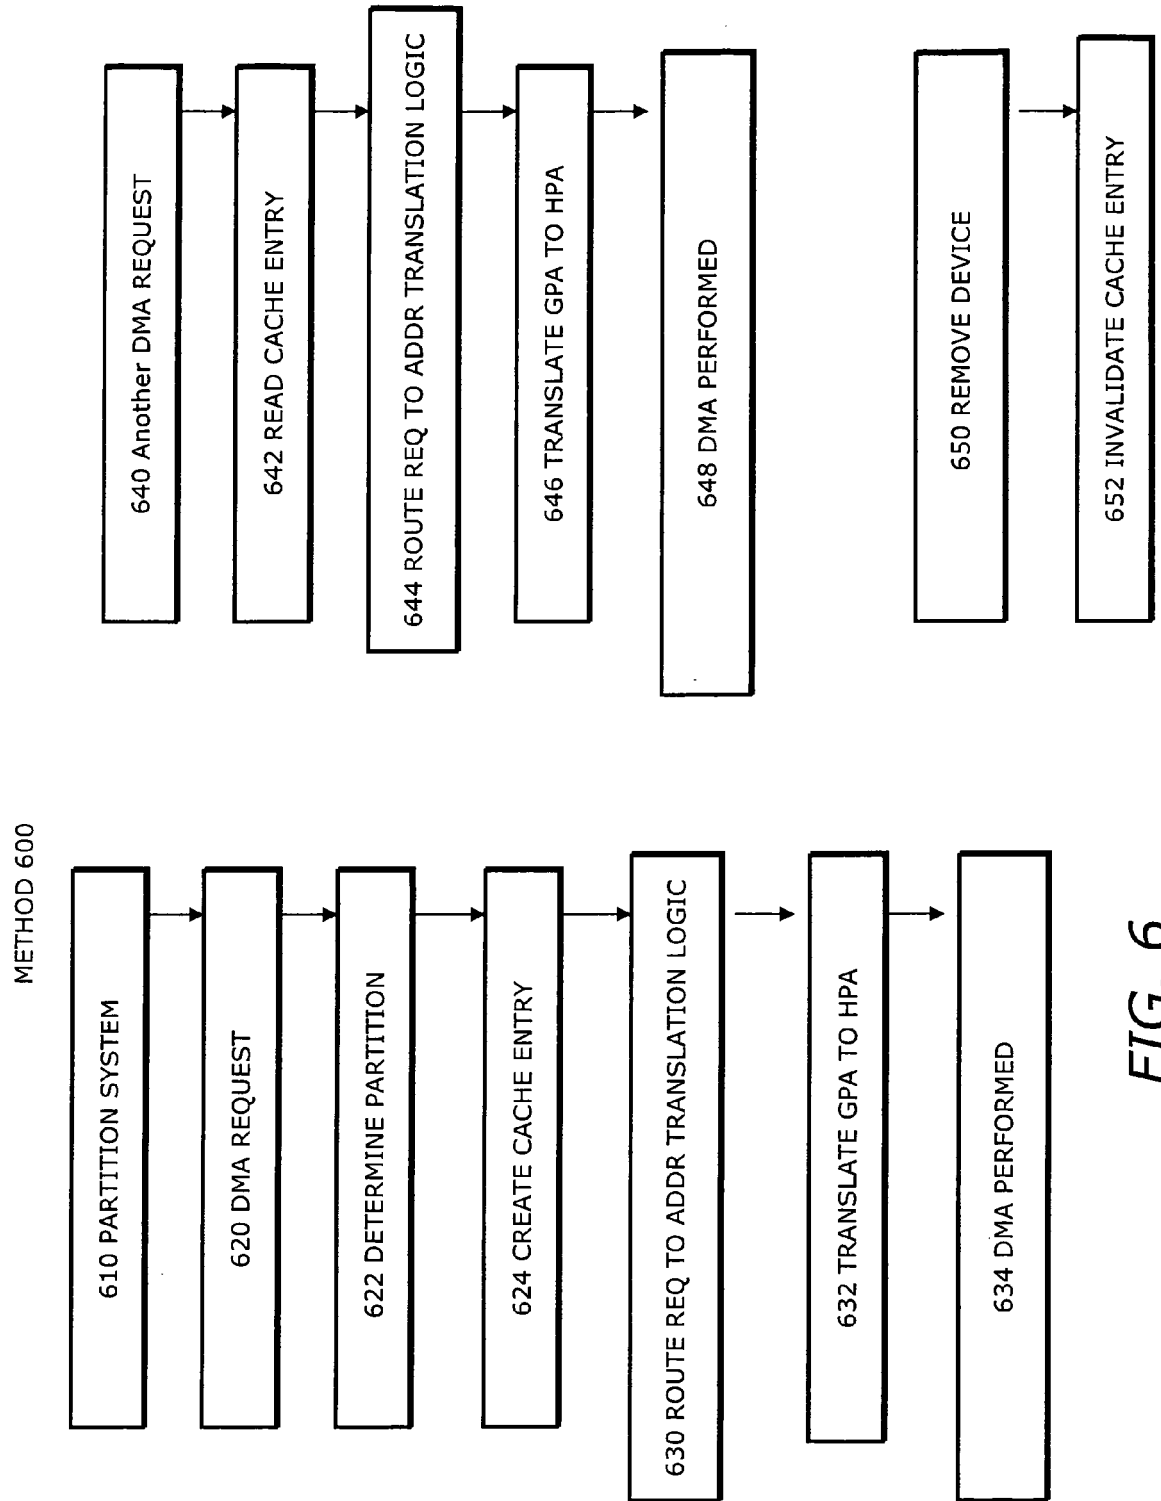 METHOD 600
610 PARTITION SYSTEM
620 DMA REQUEST
622 DETERMINE PARTITION
624 CREATE CACHE ENTRY
630 ROUTE REQ TO ADDR TRANSLATION LOGIC
632 TRANSLATE GPA TO HPA
634 DMA PERFORMED
640 Another DMA REQUEST
642 READ CACHE ENTRY
644 ROUTE REQ TO ADDR TRANSLATION LOGIC
646 TRANSLATE GPA TO HPA
648 DMA PERFORMED
650 REMOVE DEVICE
652 INVALIDATE CACHE ENTRY
FIG. 6